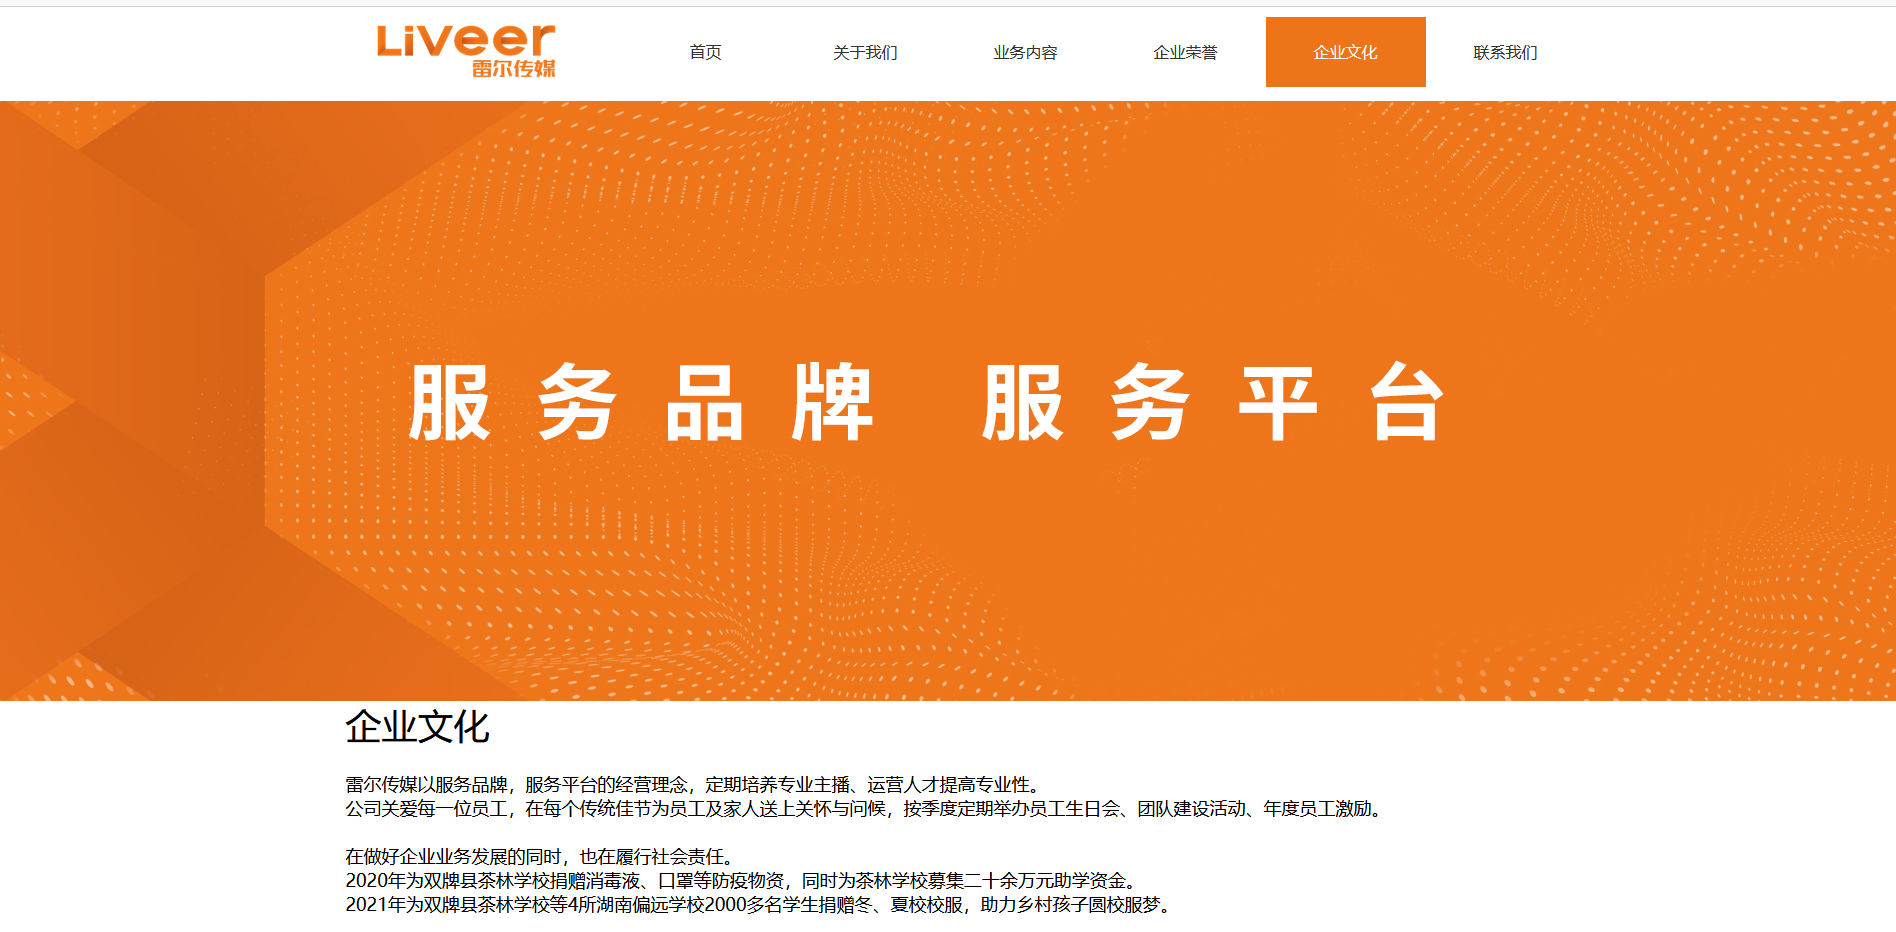 Liveer
雷尔传媒
首页 关于我们 业务内容 企业荣誉 企业文化 联系我们
服务品牌 服务平台
企业文化
雷尔传媒以服务品牌，服务平台的经营理念，定期培养专业主播、运营人才提高专业性。
公司关爱每一位员工，在每个传统佳节为员工及家人送上关怀与问候，按季度定期举办员工生日会、团队建设活动、年度员工激励。
在做好企业业务发展的同时，也在履行社会责任。
2020年为双牌县茶林学校捐赠消毒液、口罩等防疫物资，同时为茶林学校募集二十余万元助学资金。
2021年为双牌县茶林学校等4所湖南偏远学校2000多名学生捐赠冬、夏校校服，助力乡村孩子圆校服梦。